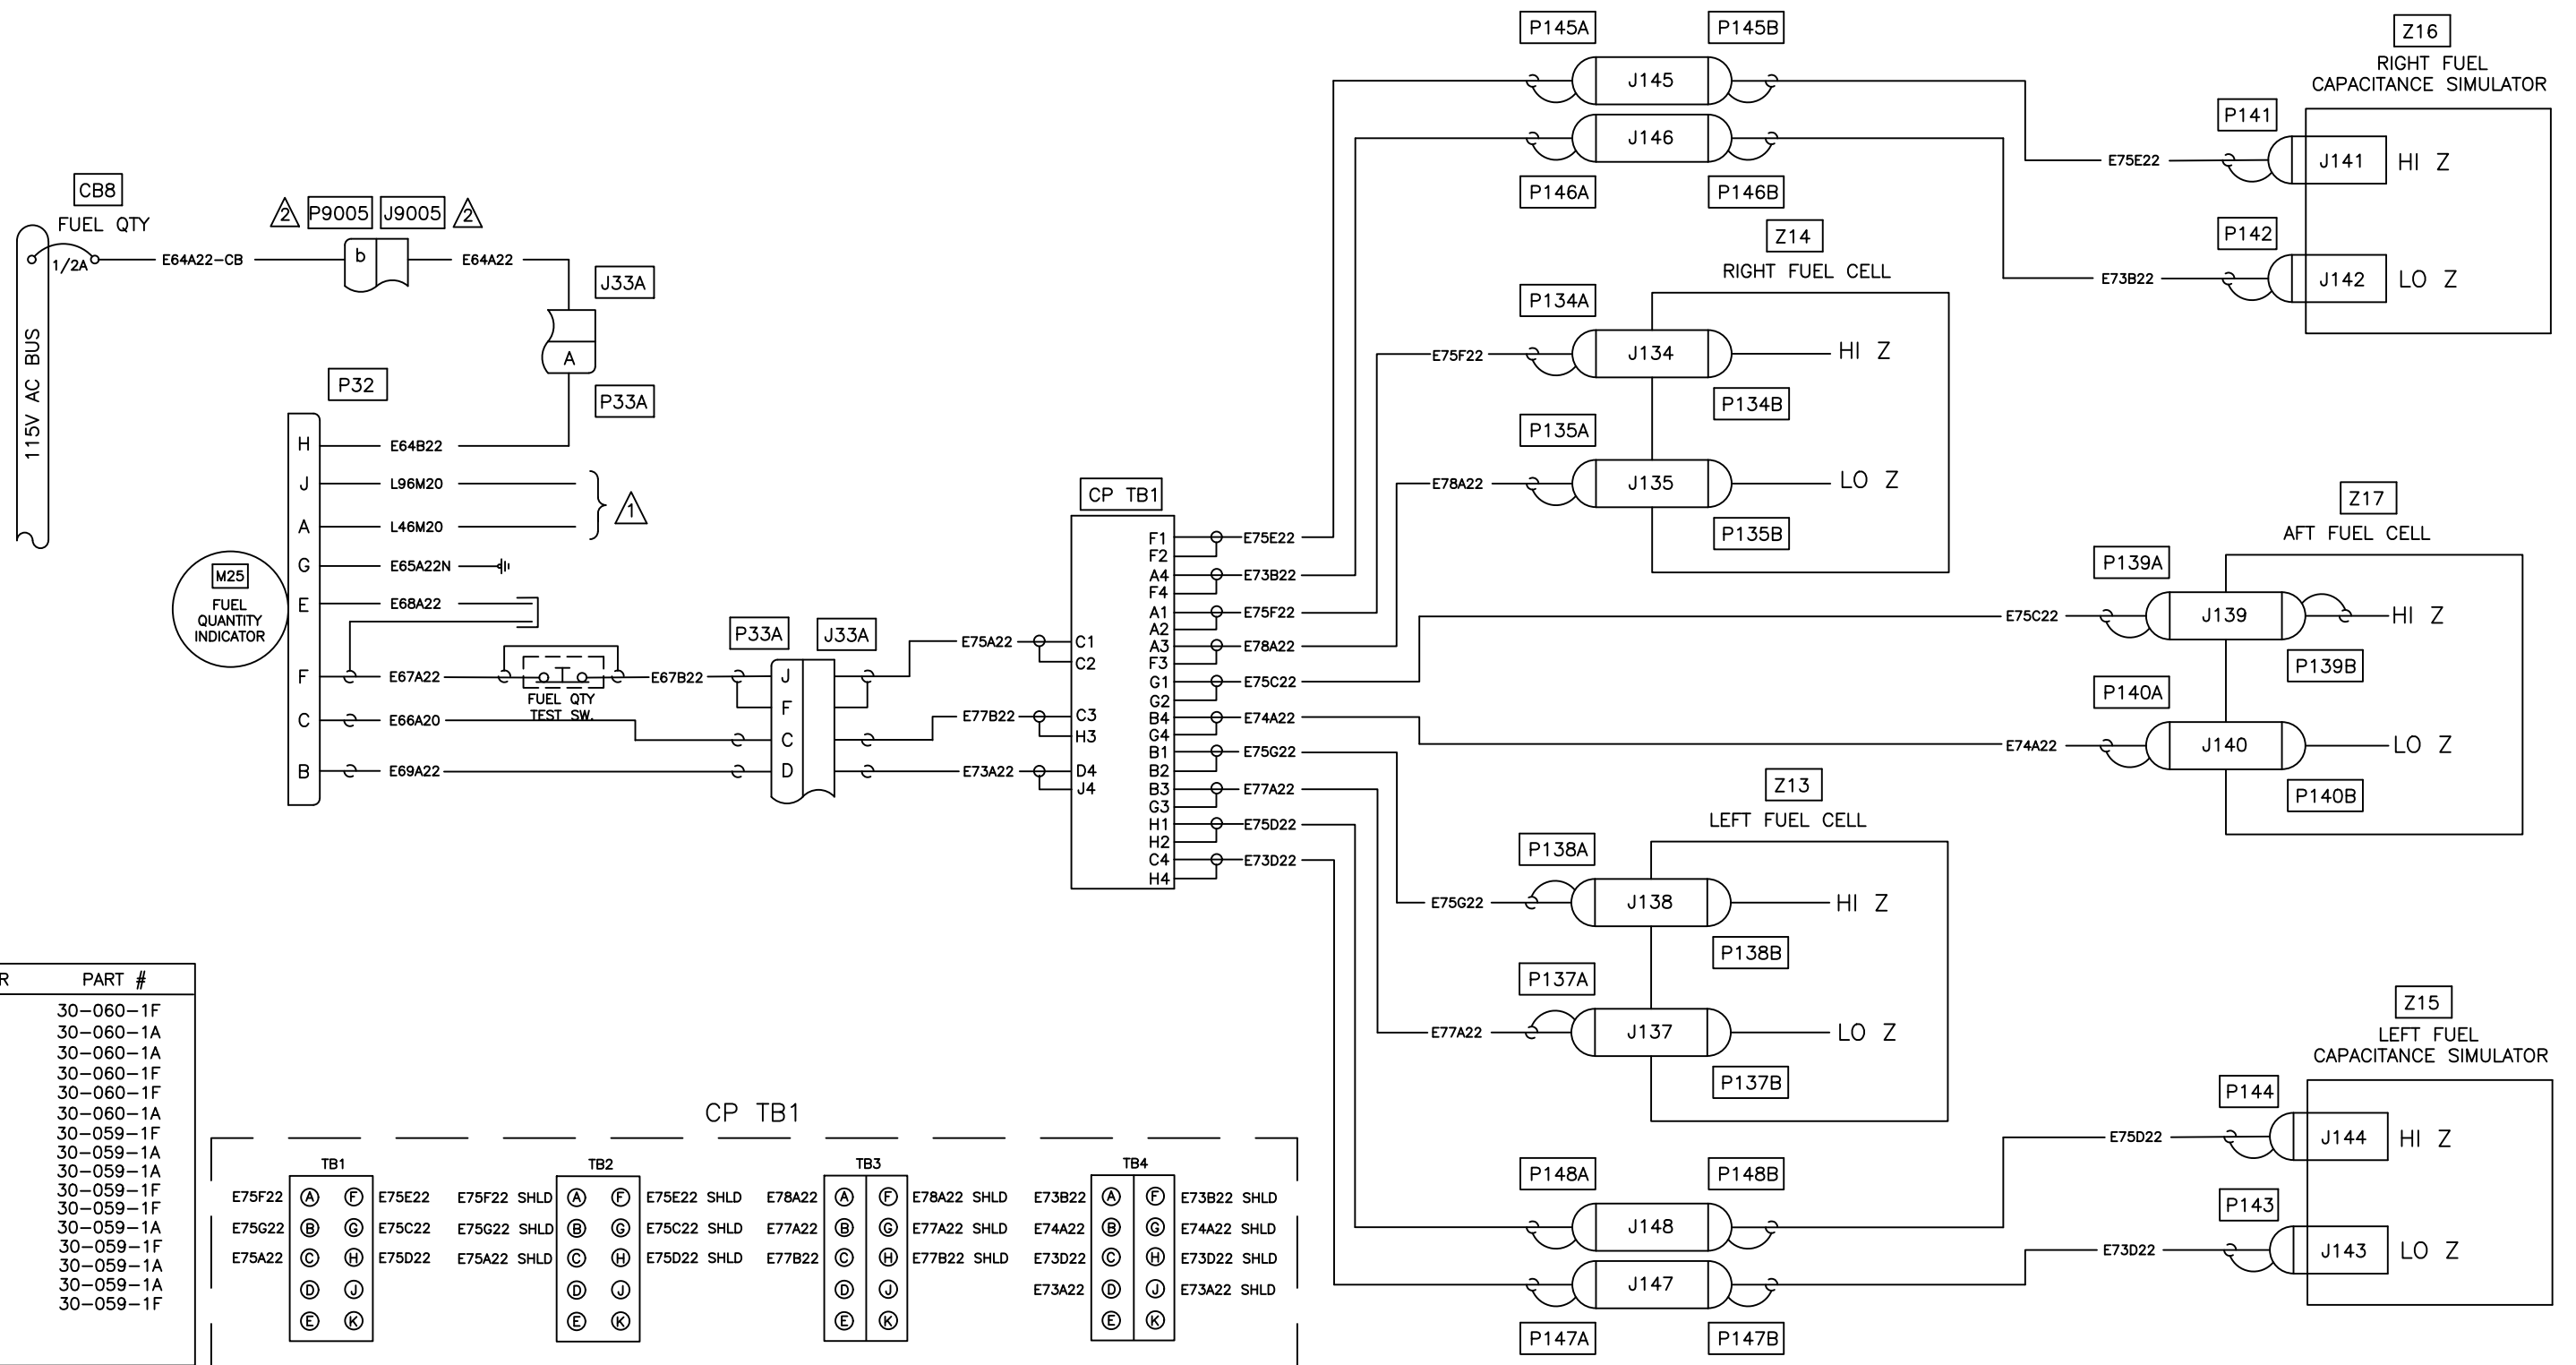 P145A
P145B
J145
J146
P146A
P146B
Z16
RIGHT FUEL
CAPACITANCE SIMULATOR
P141
E75E22
J141
HI Z
P142
E73B22
J142
LO Z
CB8
FUEL QTY
1/2A
115V AC BUS
E64A22-CB
2
P9005
J9005
2
b
E64A22
J33A
A
P33A
P32
H
E64B22
J
L96M20
A
L46M20
1
G
E65A22N
E
E68A22
F
E67A22
C
E66A20
B
E69A22
M25
FUEL
QUANTITY
INDICATOR
FUEL QTY
TEST SW.
E67B22
P33A
J33A
J
F
C
D
E75A22
E77B22
E73A22
CP TB1
C1
C2
C3
H3
D4
J4
F1
F2
A4
F4
A1
A2
A3
F3
G1
G2
B4
G4
B1
B2
B3
G3
H1
H2
C4
H4
E75E22
E73B22
E75F22
E78A22
E75C22
E74A22
E75G22
E77A22
E75D22
E73D22
Z14
RIGHT FUEL CELL
P134A
E75F22
J134
HI Z
P134B
P135A
E78A22
J135
LO Z
P135B
Z17
AFT FUEL CELL
P139A
E75C22
J139
HI Z
P139B
P140A
E74A22
J140
LO Z
P140B
Z13
LEFT FUEL CELL
P138A
E75G22
J138
HI Z
P138B
P137A
E77A22
J137
LO Z
P137B
Z15
LEFT FUEL
CAPACITANCE SIMULATOR
P144
E75D22
J144
HI Z
P143
E73D22
J143
LO Z
P148A
P148B
J148
J147
P147A
P147B
R PART #
30-060-1F
30-060-1A
30-060-1A
30-060-1F
30-060-1F
30-060-1A
30-059-1F
30-059-1A
30-059-1A
30-059-1F
30-059-1F
30-059-1A
30-059-1F
30-059-1A
30-059-1A
30-059-1F
CP TB1
TB1
E75F22 A F E75E22
E75G22 B G E75C22
E75A22 C H E75D22
D J
E K
TB2
E75F22 SHLD A F E75E22 SHLD
E75G22 SHLD B G E75C22 SHLD
E75A22 SHLD C H E75D22 SHLD
D J
E K
TB3
E78A22 A F E78A22 SHLD
E77A22 B G E77A22 SHLD
E77B22 C H E77B22 SHLD
D J
E K
TB4
E73B22 A F E73B22 SHLD
E74A22 B G E74A22 SHLD
E73D22 C H E73D22 SHLD
E73A22 D J E73A22 SHLD
E K